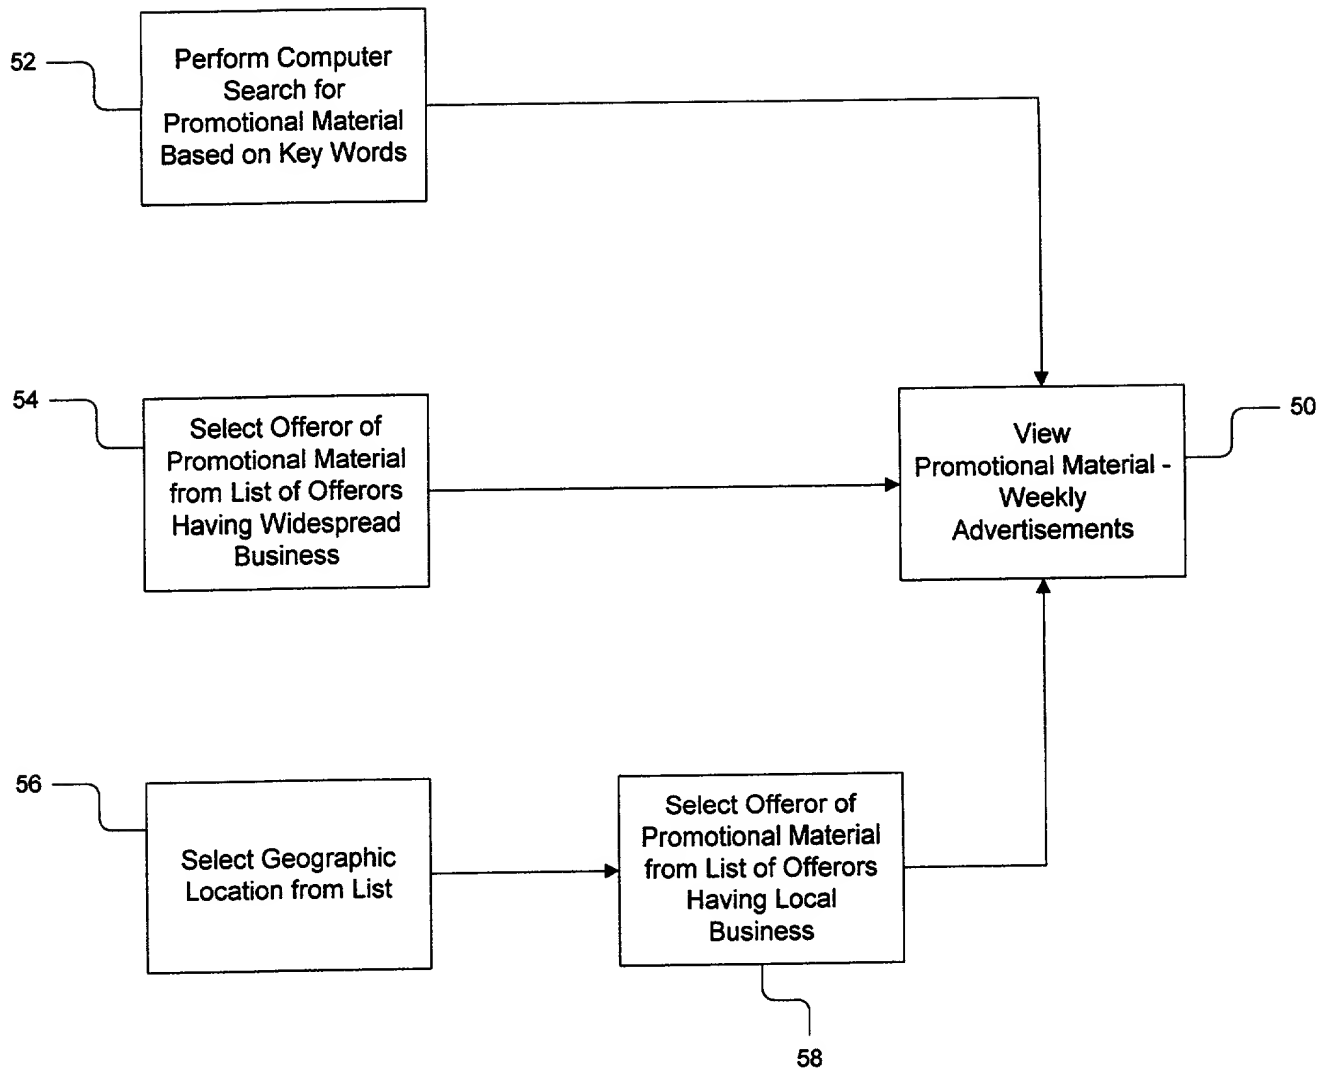 52
Perform Computer
Search for
Promotional Material
Based on Key Words
54
Select Offeror of
Promotional Material
from List of Offerors
Having Widespread
Business
View
Promotional Material -
Weekly
Advertisements
50
56
Select Geographic
Location from List
Select Offeror of
Promotional Material
from List of Offerors
Having Local
Business
58